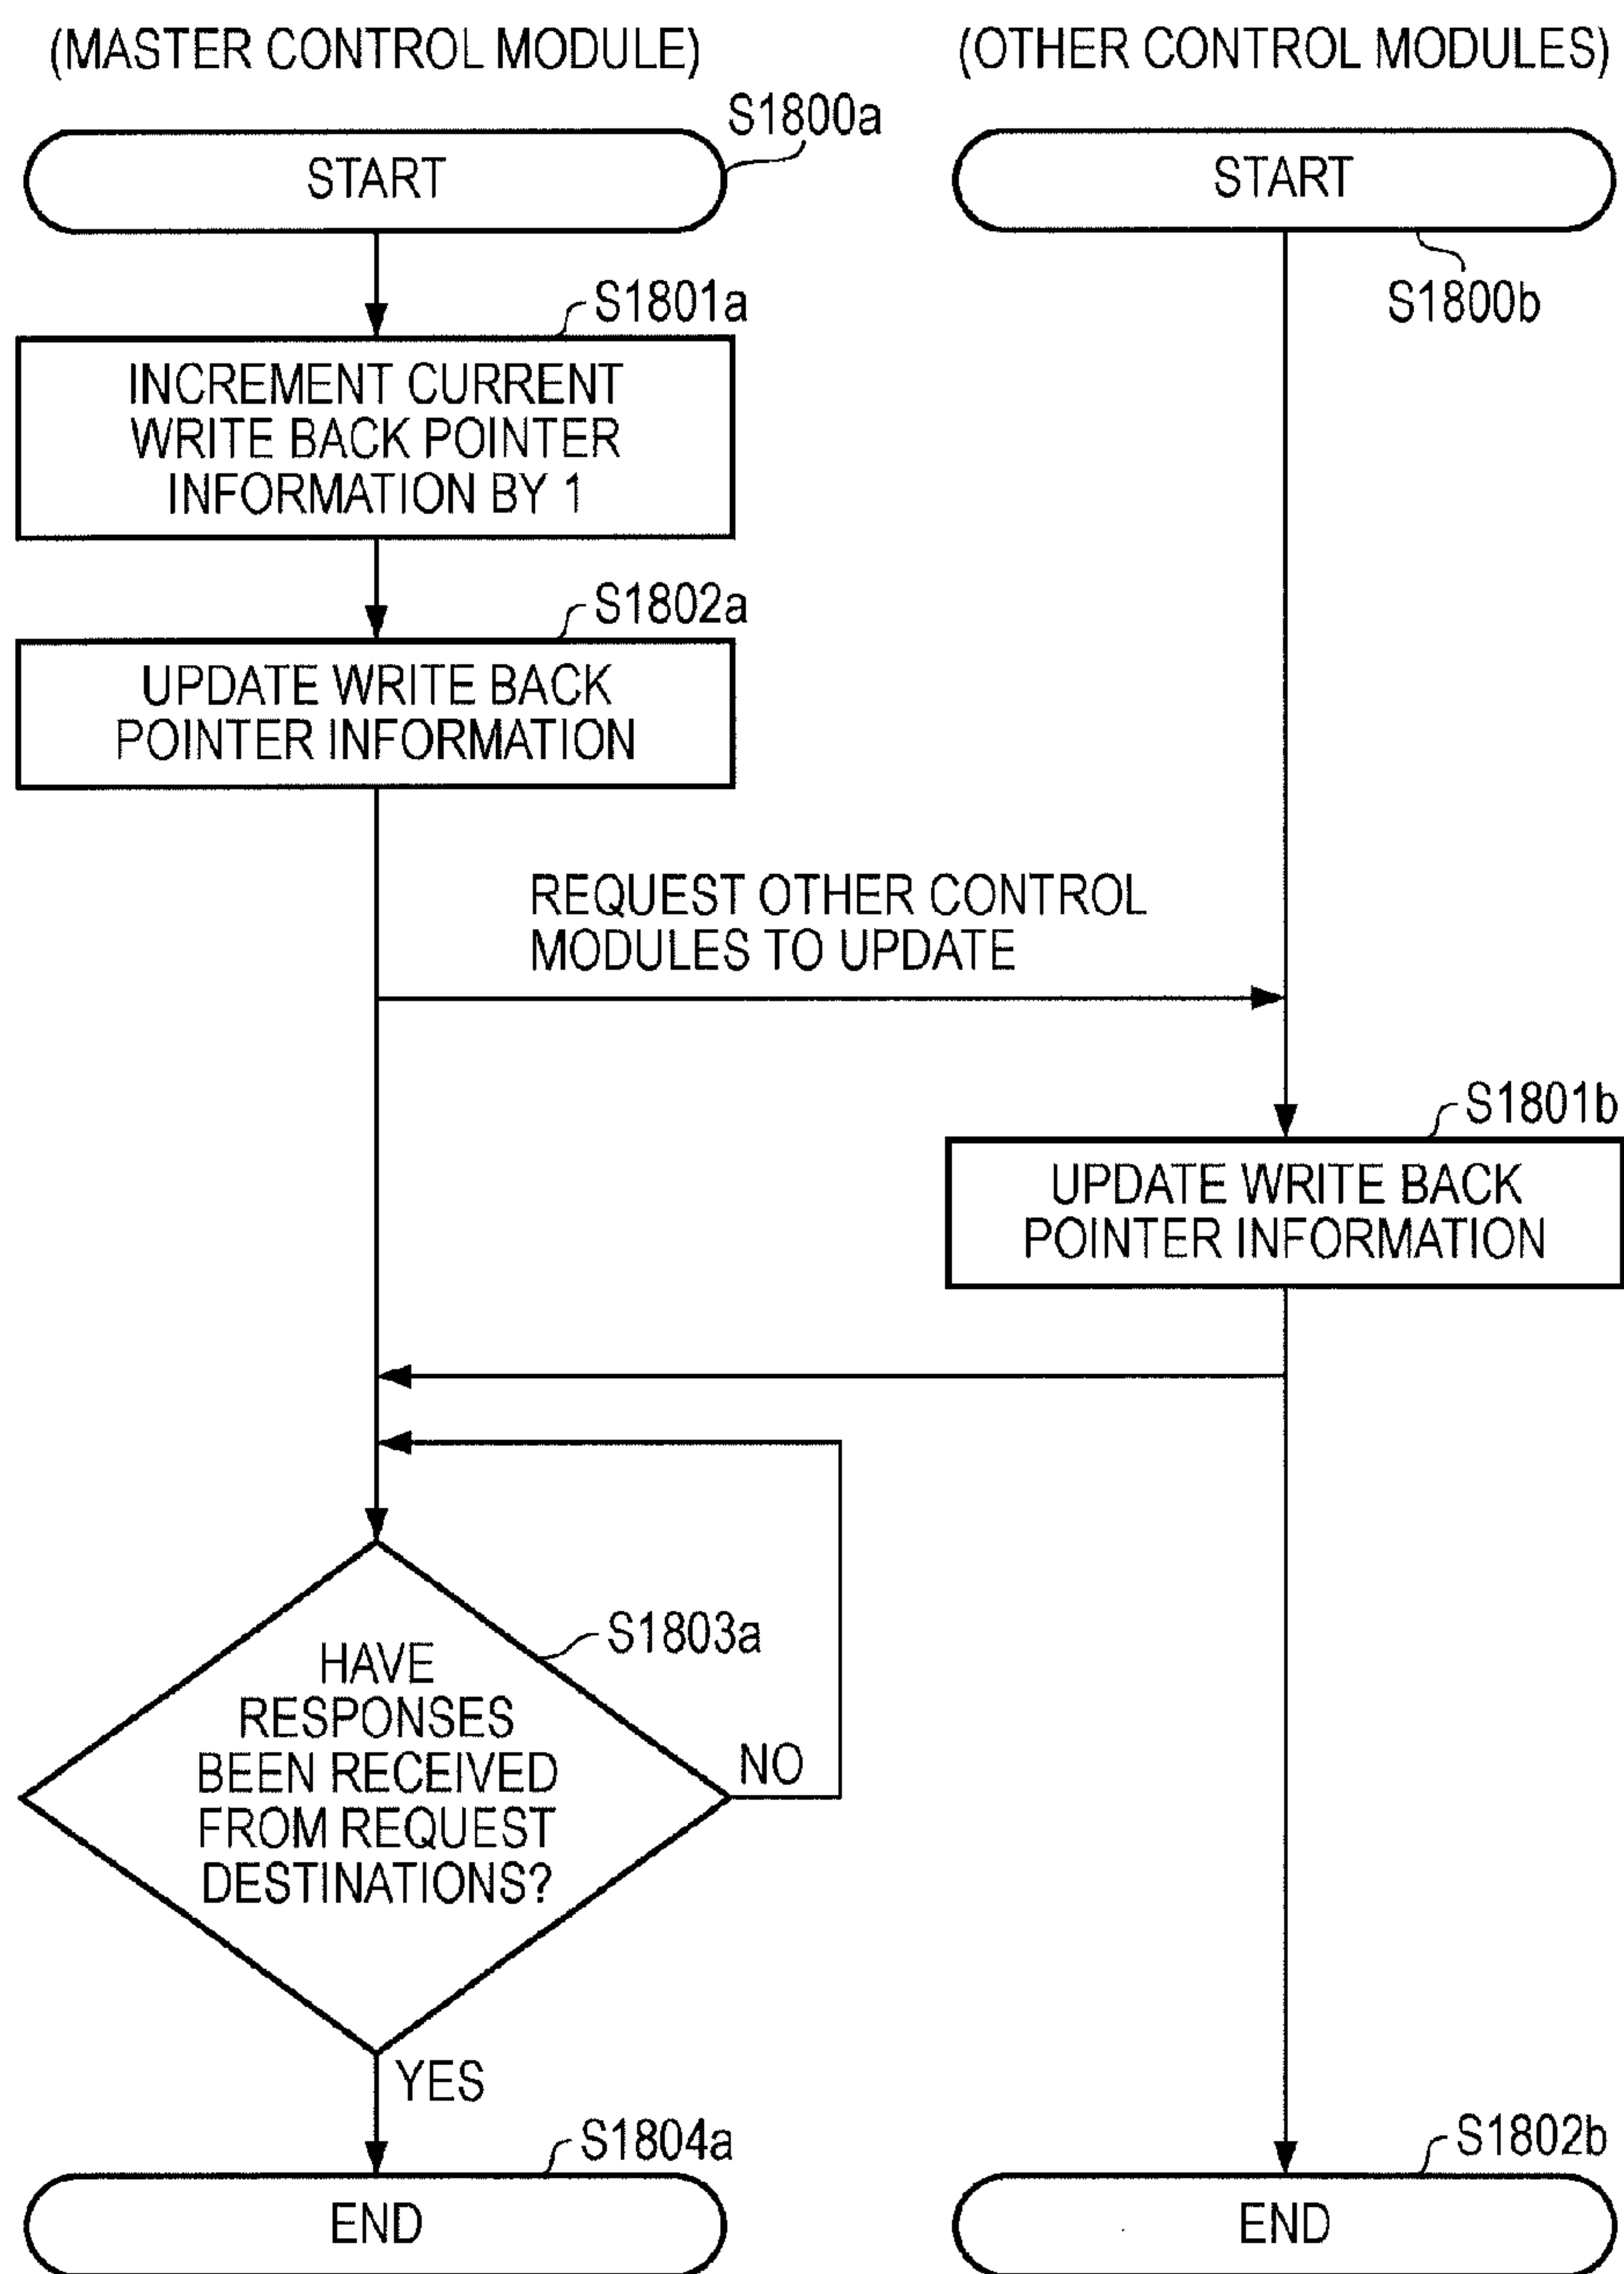 (MASTER CONTROL MODULE)
(OTHER CONTROL MODULES)
S1800a
START
START
S1800b
S1801a
INCREMENT CURRENT
WRITE BACK POINTER
INFORMATION BY 1
S1802a
UPDATE WRITE BACK
POINTER INFORMATION
REQUEST OTHER CONTROL
MODULES TO UPDATE
S1801b
UPDATE WRITE BACK
POINTER INFORMATION
S1803a
HAVE
RESPONSES
BEEN RECEIVED
FROM REQUEST
DESTINATIONS?
NO
YES
S1804a
END
S1802b
END